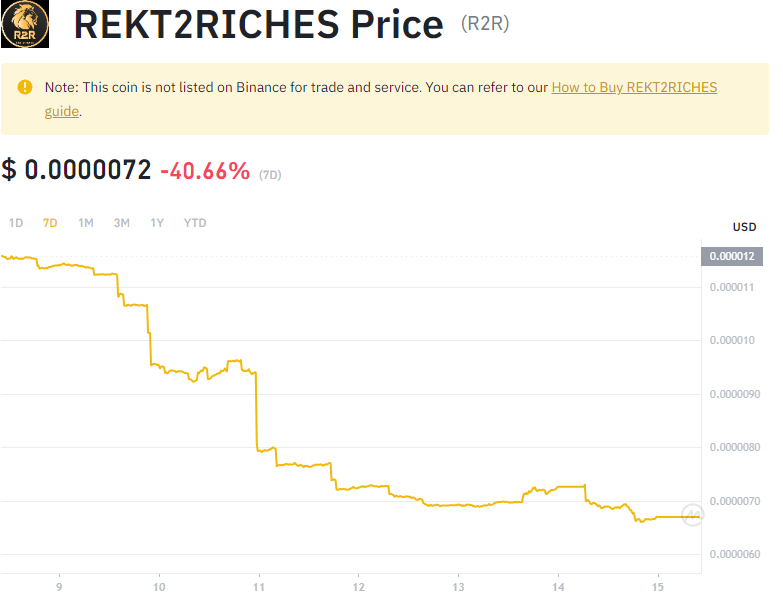 R2R
REKT2RICHES Price (R2R)
Note: This coin is not listed on Binance for trade and service. You can refer to our How to Buy REKT2RICHES
guide.
$ 0.0000072 -40.66% (7D)
1D 7D 1M 3M 1Y YTD
USD
0.000012
0.000011
0.000010
0.0000090
0.0000080
0.0000070
0.0000060
9 10 11 12 13 14 15